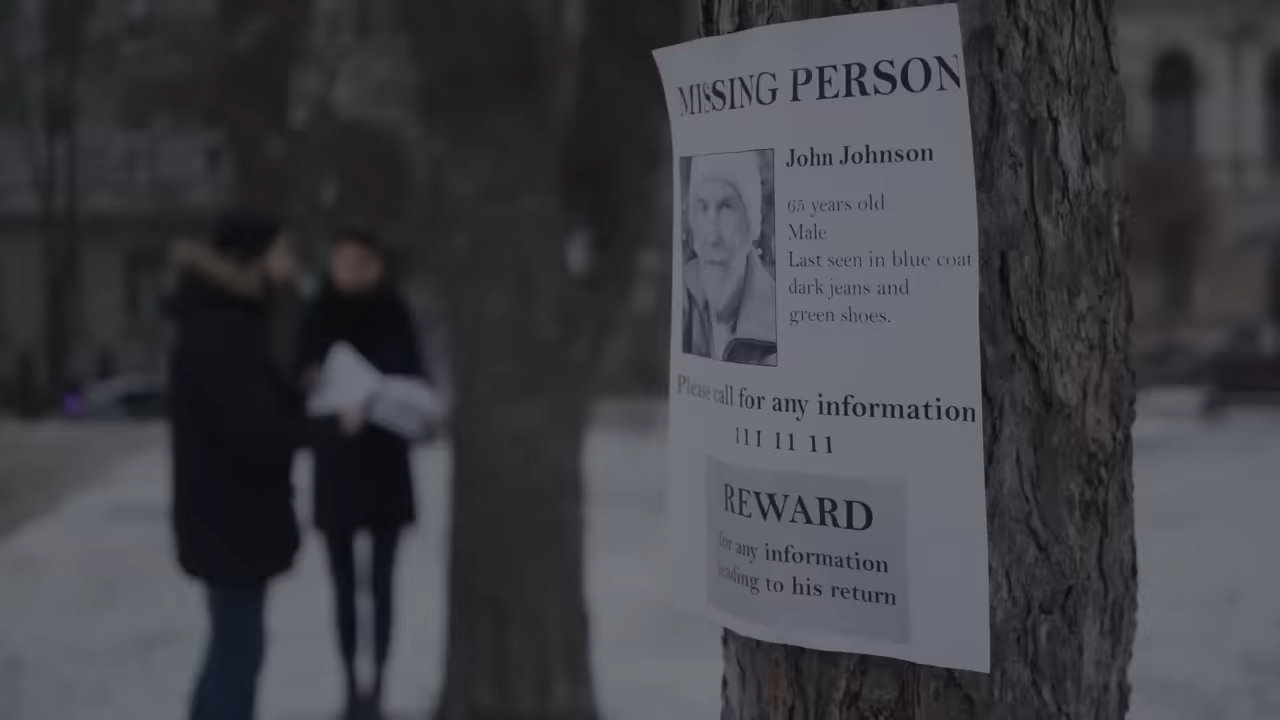 MISSING PERSON
John Johnson
65 years old
Male
Last seen in blue coat
dark jeans and
green shoes.
Please call for any information
111 11 11
REWARD
for any information
leading to his return